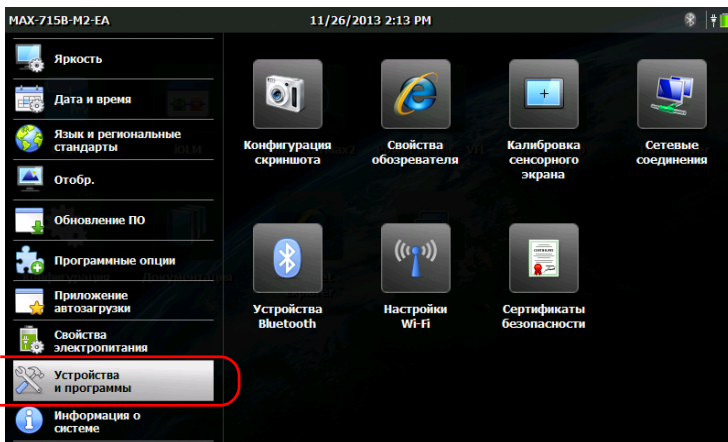 MAX-715B-M2-EA
11/26/2013 2:13 PM
Яркость
Дата и время
Язык и региональные
стандарты
Отобр.
Обновление ПО
Программные опции
Приложение
автозагрузки
Свойства
электропитания
Устройства
и программы
Информация о
системе
Конфигурация
скриншота
Свойства
обозревателя
Калибровка
сенсорного
экрана
Сетевые
соединения
Устройства
Bluetooth
Настройки
Wi-Fi
Сертификаты
безопасности